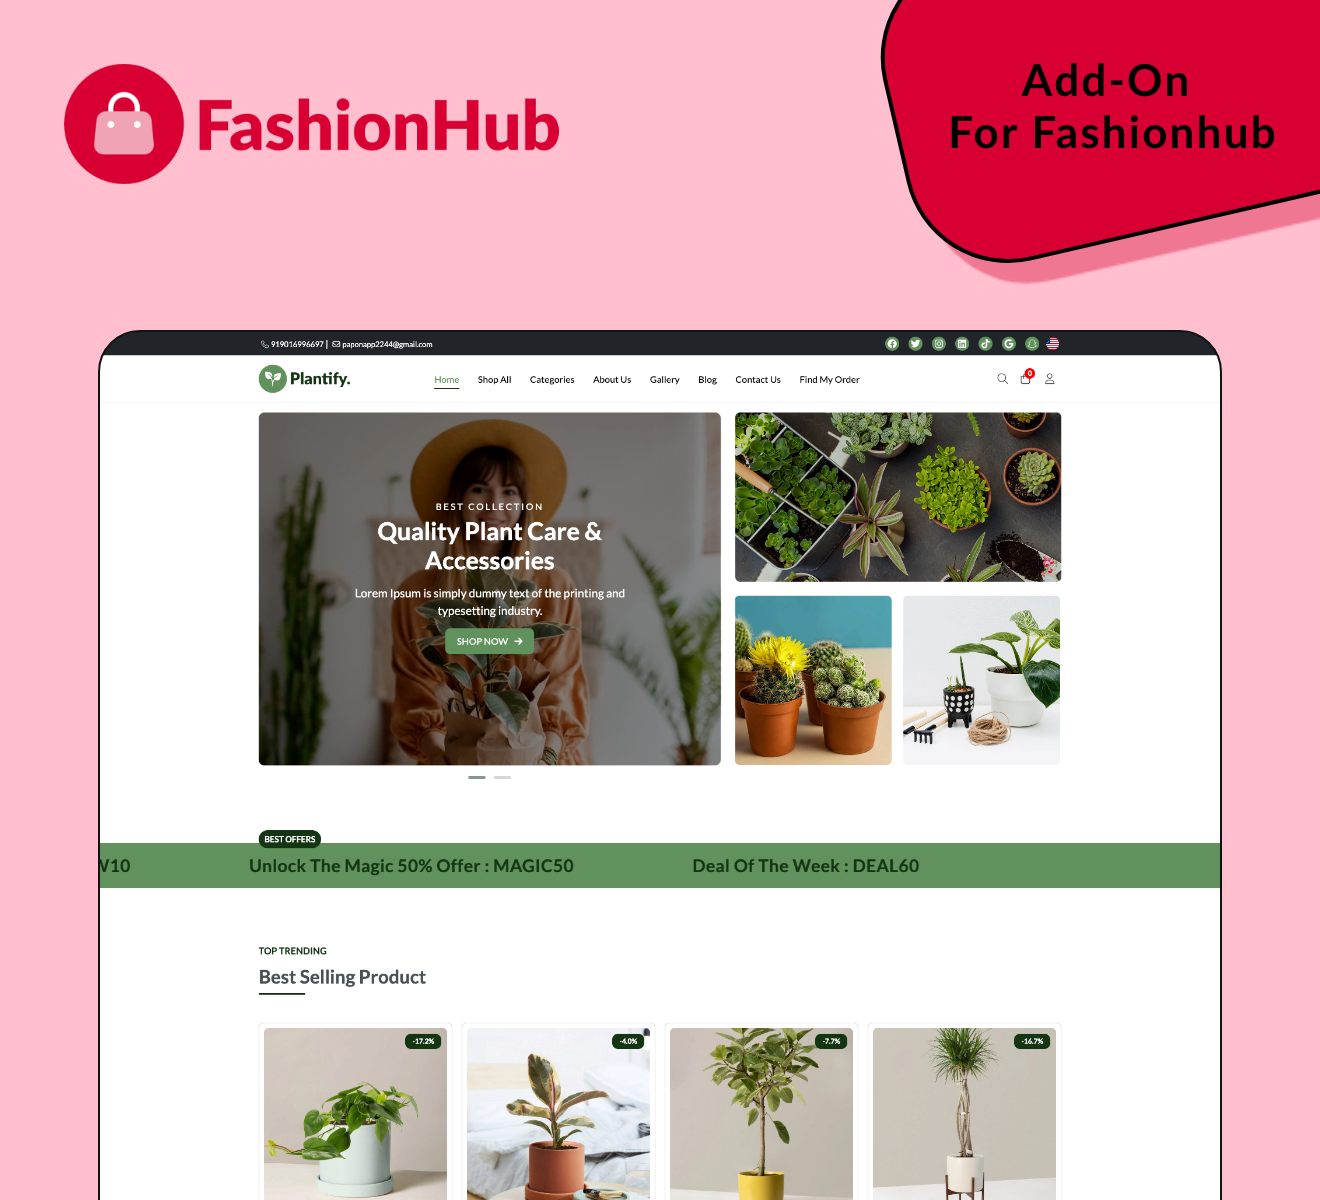 FashionHub
Add-On
For Fashionhub
919016996697 | paponapp2244@gmail.com
Plantify.
Home Shop All Categories About Us Gallery Blog Contact Us Find My Order
0
BEST COLLECTION
Quality Plant Care &
Accessories
Lorem Ipsum is simply dummy text of the printing and
typesetting industry.
SHOP NOW
BEST OFFERS
10 Unlock The Magic 50% Offer : MAGIC50 Deal Of The Week : DEAL60
TOP TRENDING
Best Selling Product
-17.2% -4.0% -7.7% -16.7%